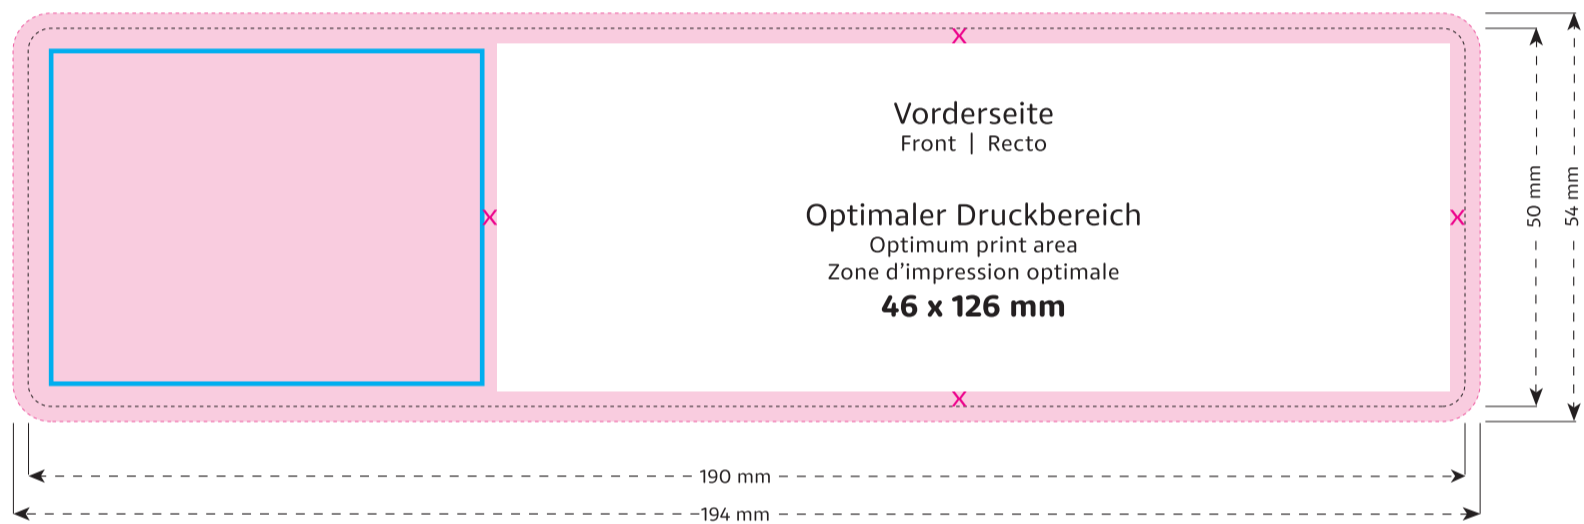 Vorderseite
Front | Recto
Optimaler Druckbereich
Optimum print area
Zone d’impression optimale
46 x 126 mm
50 mm
54 mm
190 mm
194 mm